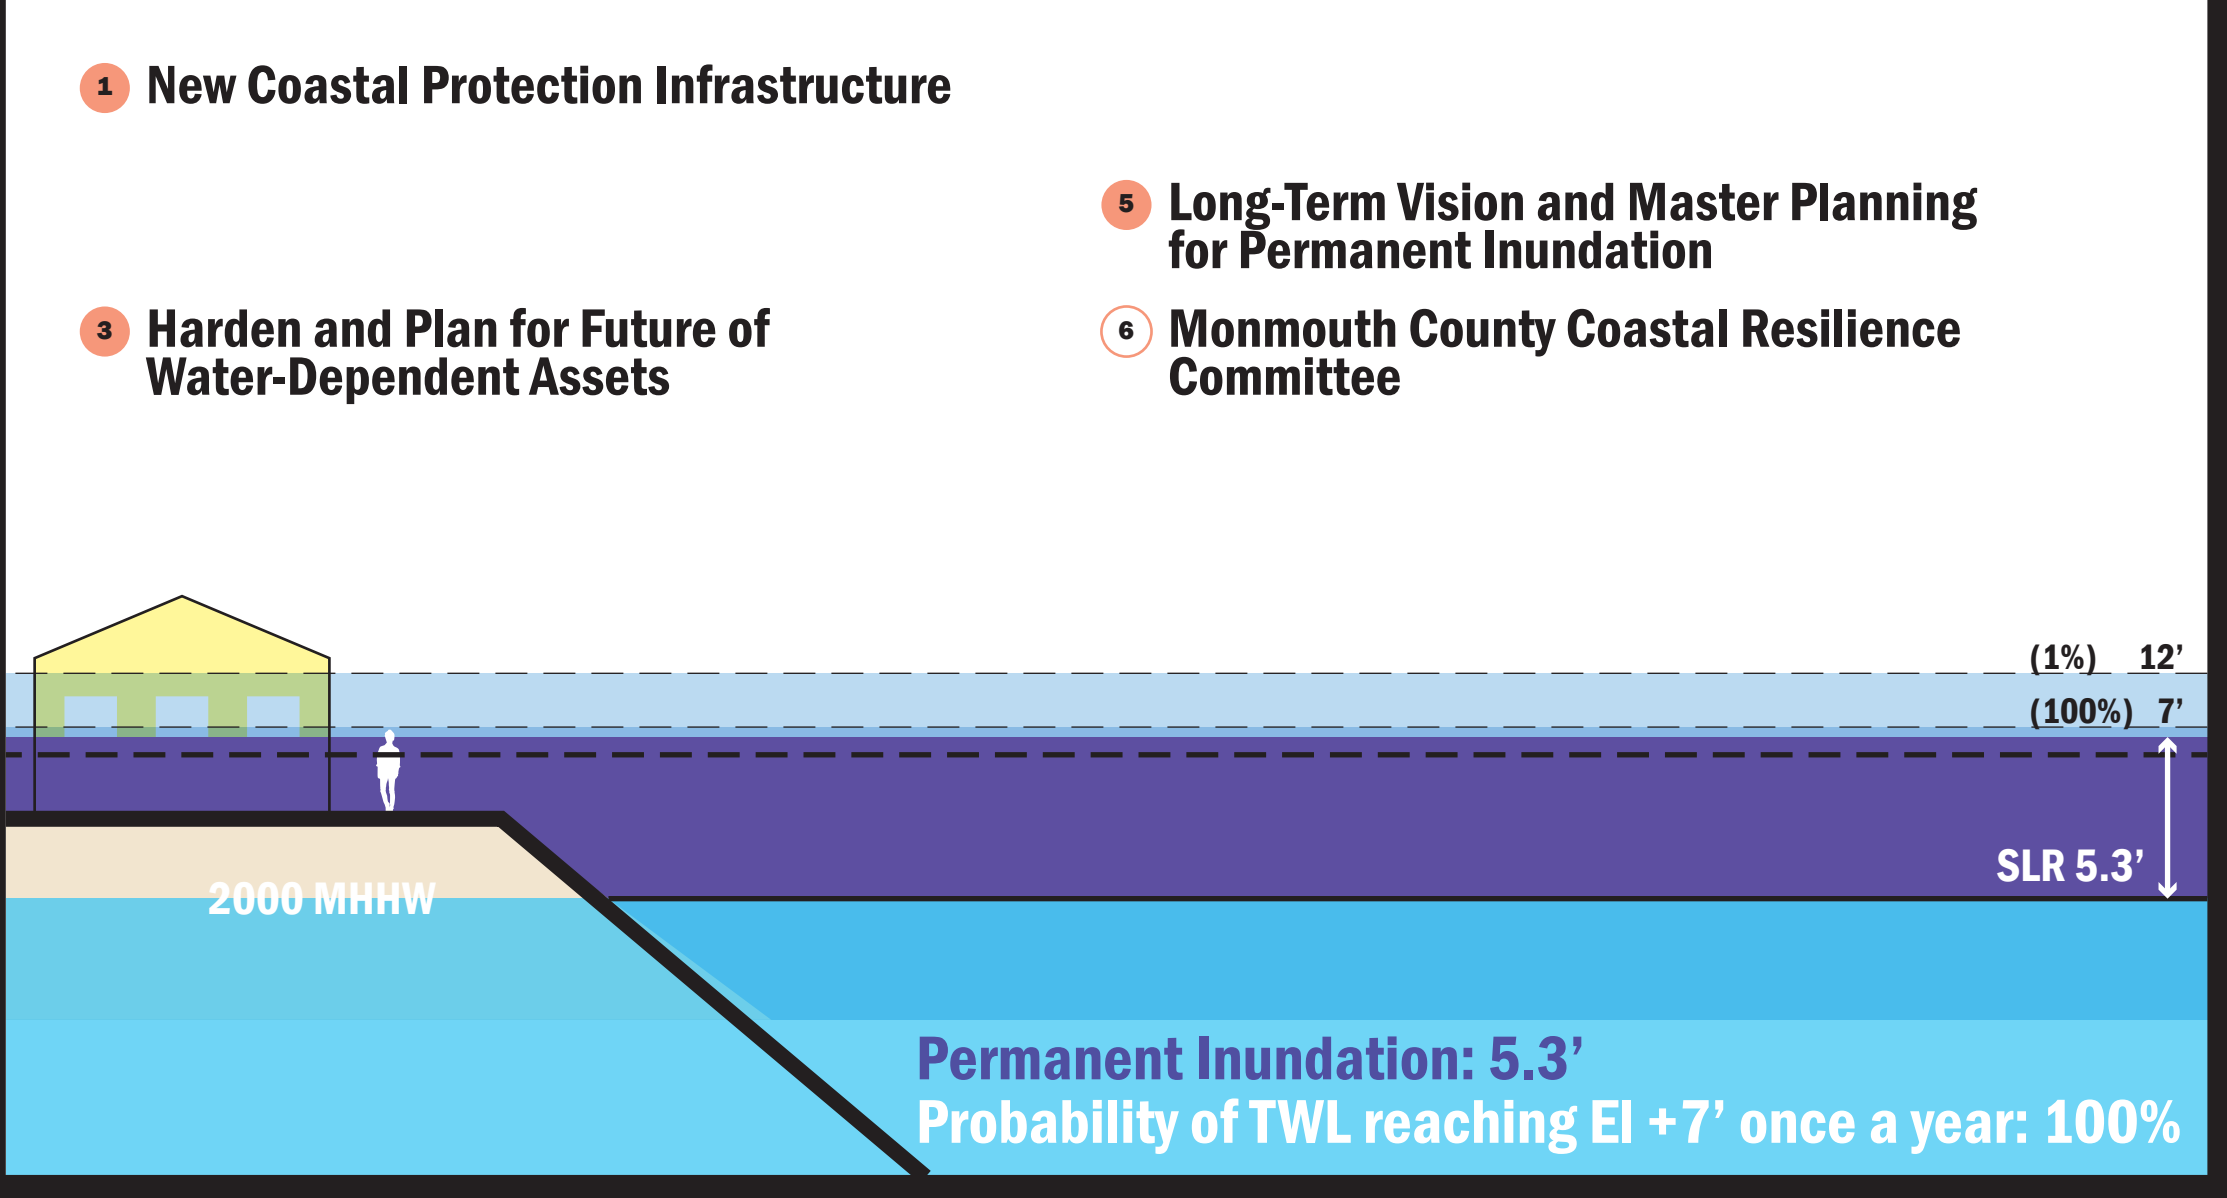 1 New Coastal Protection Infrastructure
3 Harden and Plan for Future of
Water-Dependent Assets
5 Long-Term Vision and Master Planning
for Permanent Inundation
6 Monmouth County Coastal Resilience
Committee
(1%) 12’
(100%) 7’
SLR 5.3’
2000 MHHW
Permanent Inundation: 5.3’
Probability of TWL reaching El +7’ once a year: 100%